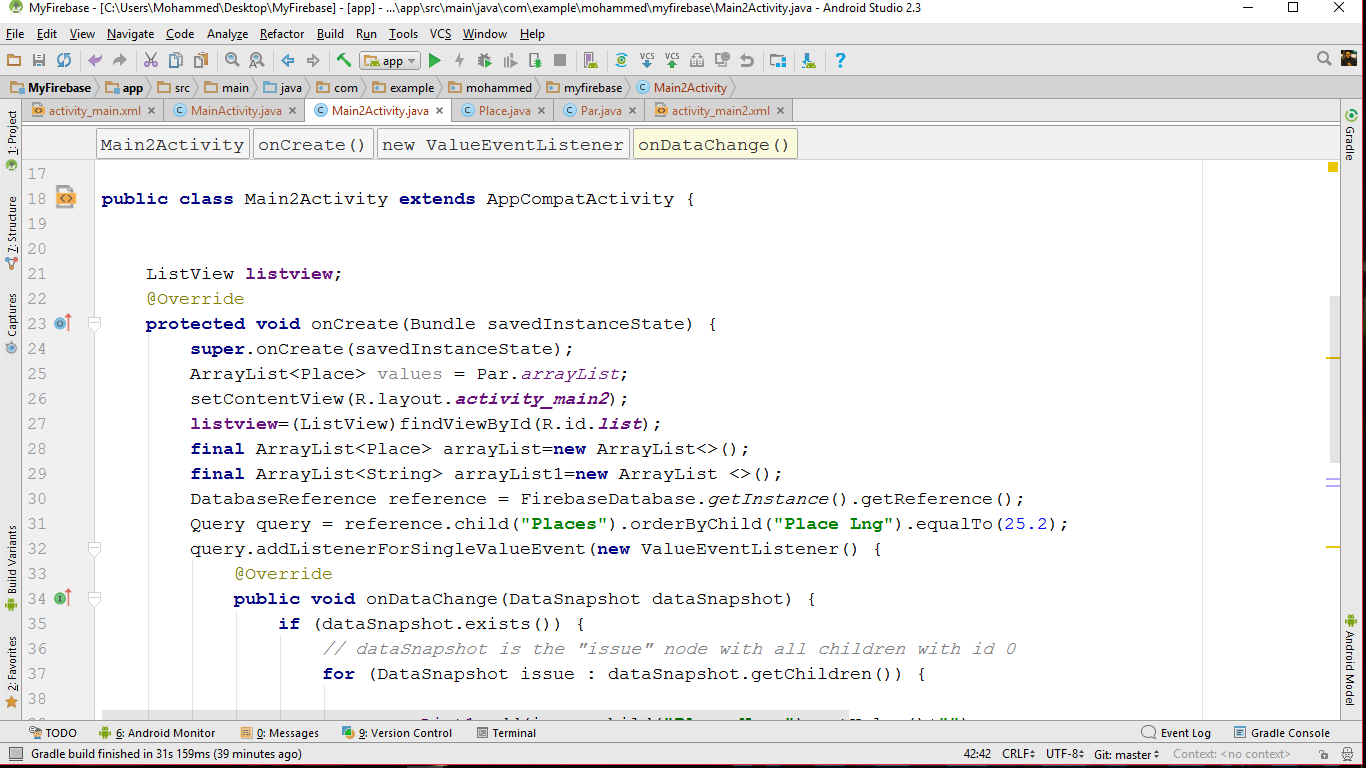 MyFirebase - [C:\Users\Mohammed\Desktop\MyFirebase] - [app] - ...\app\src\main\java\com\example\mohammed\myfirebase\Main2Activity.java - Android Studio 2.3
File Edit View Navigate Code Analyze Refactor Build Run Tools VCS Window Help
app VCS VCS ?
MyFirebase app src main java com example mohammed myfirebase Main2Activity
activity_main.xml MainActivity.java Main2Activity.java Place.java Par.java activity_main2.xml
Main2Activity onCreate() new ValueEventListener onDataChange()
1: Project
7: Structure
Captures
Build Variants
2: Favorites
Gradle
Android Model
17
18 public class Main2Activity extends AppCompatActivity {
19
20
21 ListView listview;
22 @Override
23 protected void onCreate(Bundle savedInstanceState) {
24 super.onCreate(savedInstanceState);
25 ArrayList<Place> values = Par.arrayList;
26 setContentView(R.layout.activity_main2);
27 listview=(ListView)findViewById(R.id.list);
28 final ArrayList<Place> arrayList=new ArrayList<>();
29 final ArrayList<String> arrayList1=new ArrayList <>();
30 DatabaseReference reference = FirebaseDatabase.getInstance().getReference();
31 Query query = reference.child("Places").orderByChild("Place Lng").equalTo(25.2);
32 query.addListenerForSingleValueEvent(new ValueEventListener() {
33 @Override
34 public void onDataChange(DataSnapshot dataSnapshot) {
35 if (dataSnapshot.exists()) {
36 // dataSnapshot is the "issue" node with all children with id 0
37 for (DataSnapshot issue : dataSnapshot.getChildren()) {
38
TODO 6: Android Monitor 0: Messages 9: Version Control Terminal Event Log Gradle Console
Gradle build finished in 31s 159ms (39 minutes ago) 42:42 CRLF UTF-8 Git: master Context: <no context>